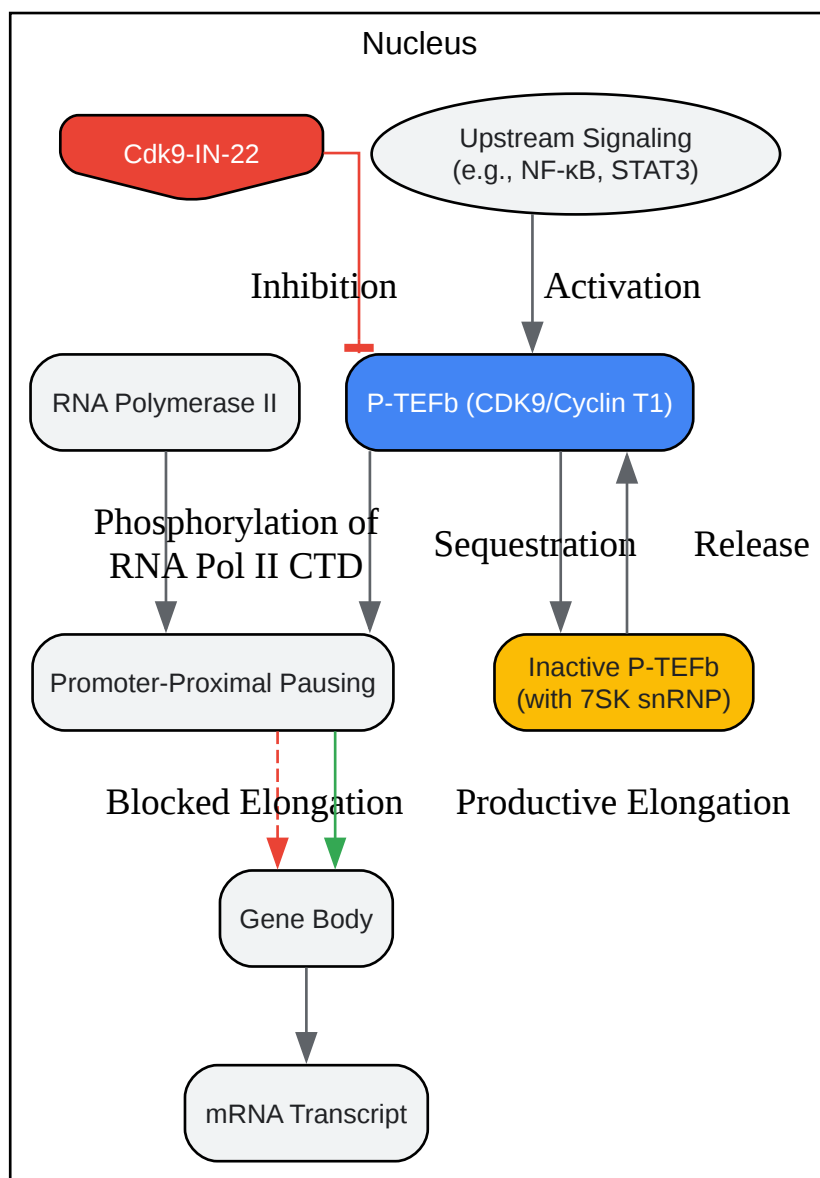 Nucleus
Cdk9-IN-22
Upstream Signaling
(e.g., NF-κB, STAT3)
Inhibition
Activation
RNA Polymerase II
P-TEFb (CDK9/Cyclin T1)
Phosphorylation of
RNA Pol II CTD
Sequestration
Release
Promoter-Proximal Pausing
Inactive P-TEFb
(with 7SK snRNP)
Blocked Elongation
Productive Elongation
Gene Body
mRNA Transcript